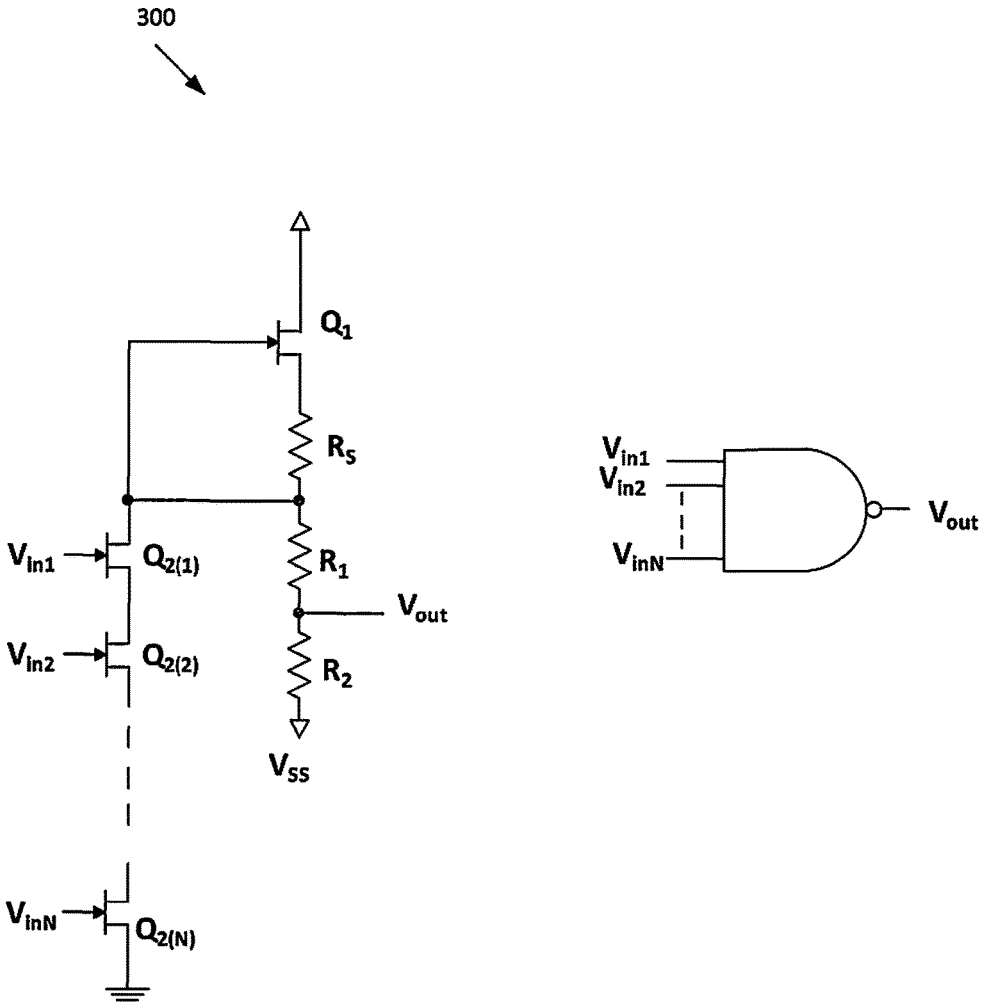 300
Q1
RS
Vin1
Q2(1)
R1
Vout
Vin2
Q2(2)
R2
VSS
VinN
Q2(N)
Vin1
Vin2
VinN
Vout